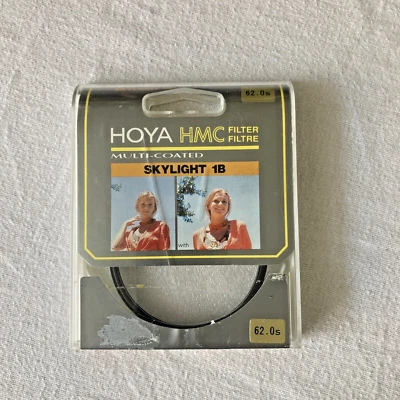 62.0s
HOYA HMC FILTER
FILTRE
MULTI-COATED
SKYLIGHT 1B
with
62.0s